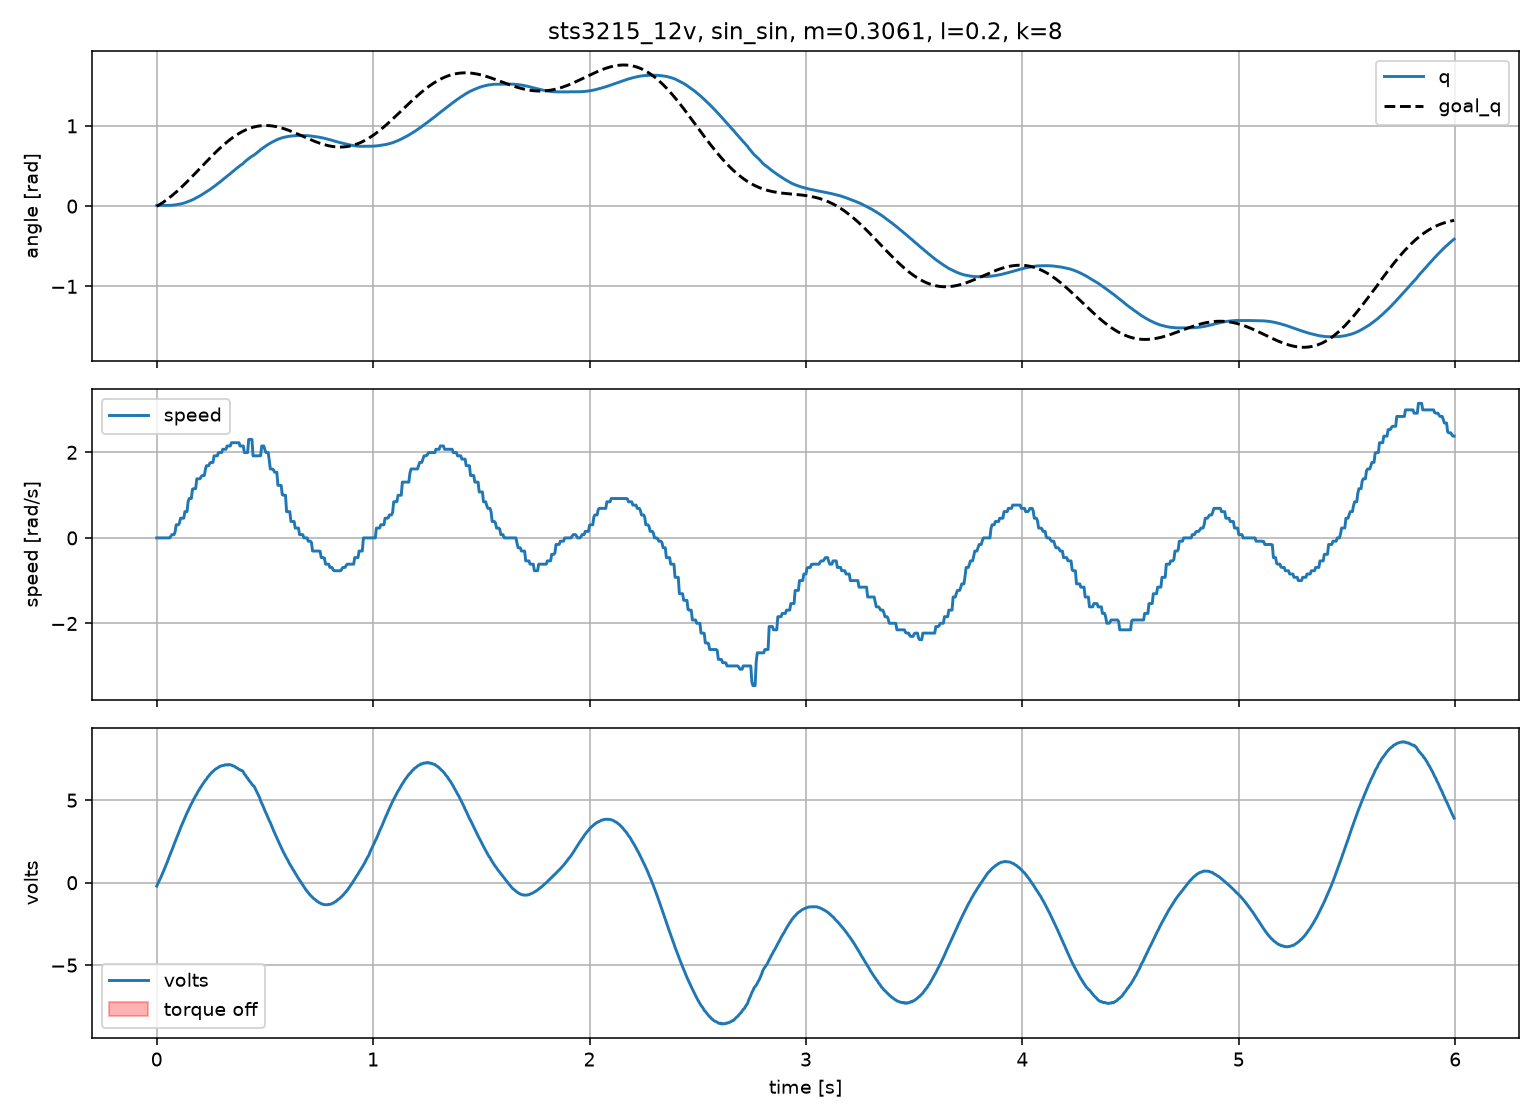 sts3215_12v, sin_sin, m=0.3061, l=0.2, k=8
angle [rad]
1
0
−1
q
goal_q
speed [rad/s]
2
0
−2
speed
volts
5
0
−5
volts
torque off
0 1 2 3 4 5 6
time [s]